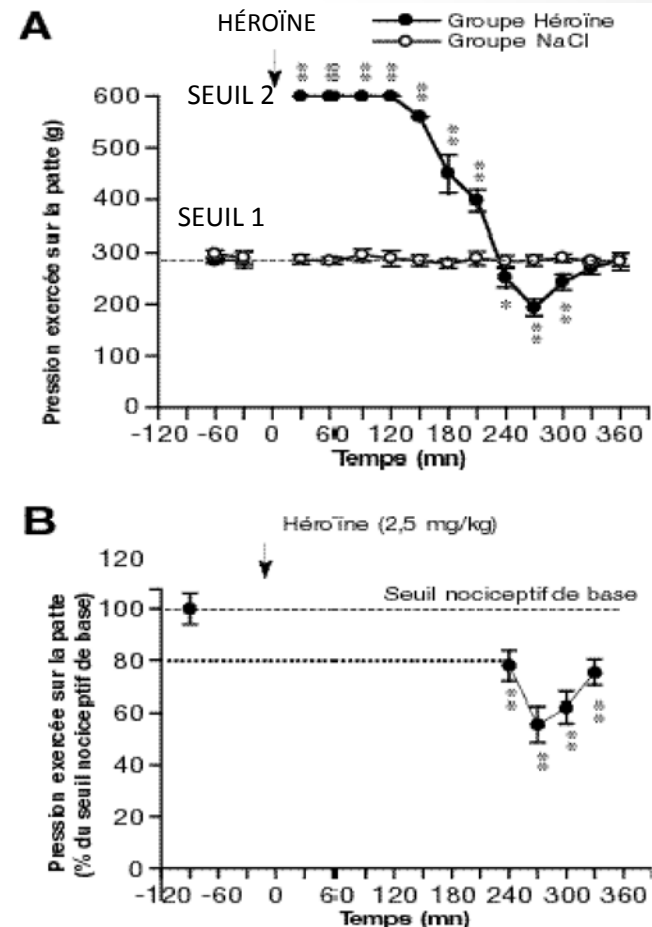 A
HÉROÏNE
Groupe Héroïne
Groupe NaCl
** ** ** **
**
**
**
600
SEUIL 2
500
400
SEUIL 1
300
200
100
0
*
**
**
Pression exercée sur la patte (g)
-120 -60 0 60 120 180 240 300 360
Temps (mn)
B
Héroïne (2,5 mg/kg)
120
Seuil nociceptif de base
100
80
60
40
20
0
**
**
**
**
Pression exercée sur la patte
(% du seuil nociceptif de base)
-120 -60 0 60 120 180 240 300 360
Temps (mn)